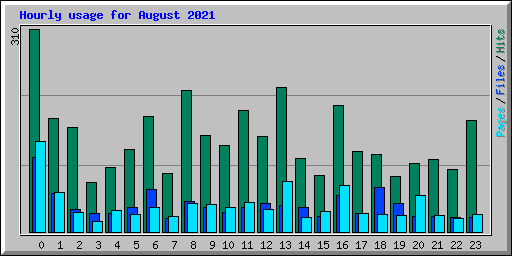 Hourly usage for August 2021
310
Pages/Files/Hits
0 1 2 3 4 5 6 7 8 9 10 11 12 13 14 15 16 17 18 19 20 21 22 23